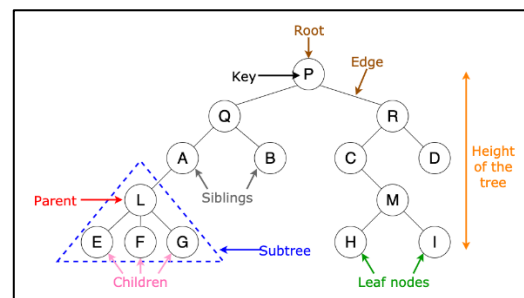 Root
Key
P
Edge
Q
R
A
B
C
D
Height
of the
tree
Siblings
Parent
L
M
E
F
G
H
I
Subtree
Children
Leaf nodes